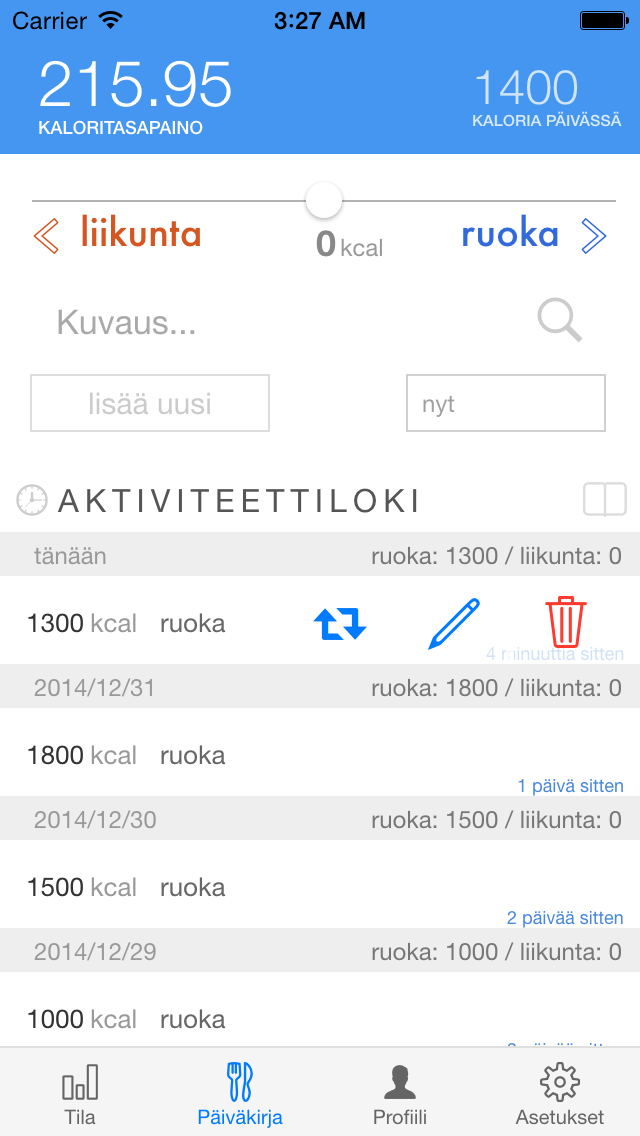 Carrier 3:27 AM
215.95 1400
KALORITASAPAINO KALORIA PÄIVÄSSÄ
liikunta 0 kcal ruoka
Kuvaus...
lisää uusi nyt
AKTIVITEETTILOKI
tänään ruoka: 1300 / liikunta: 0
1300 kcal ruoka
4 minuuttia sitten
2014/12/31 ruoka: 1800 / liikunta: 0
1800 kcal ruoka
1 päivä sitten
2014/12/30 ruoka: 1500 / liikunta: 0
1500 kcal ruoka
2 päivää sitten
2014/12/29 ruoka: 1000 / liikunta: 0
1000 kcal ruoka
Tila Päiväkirja Profiili Asetukset